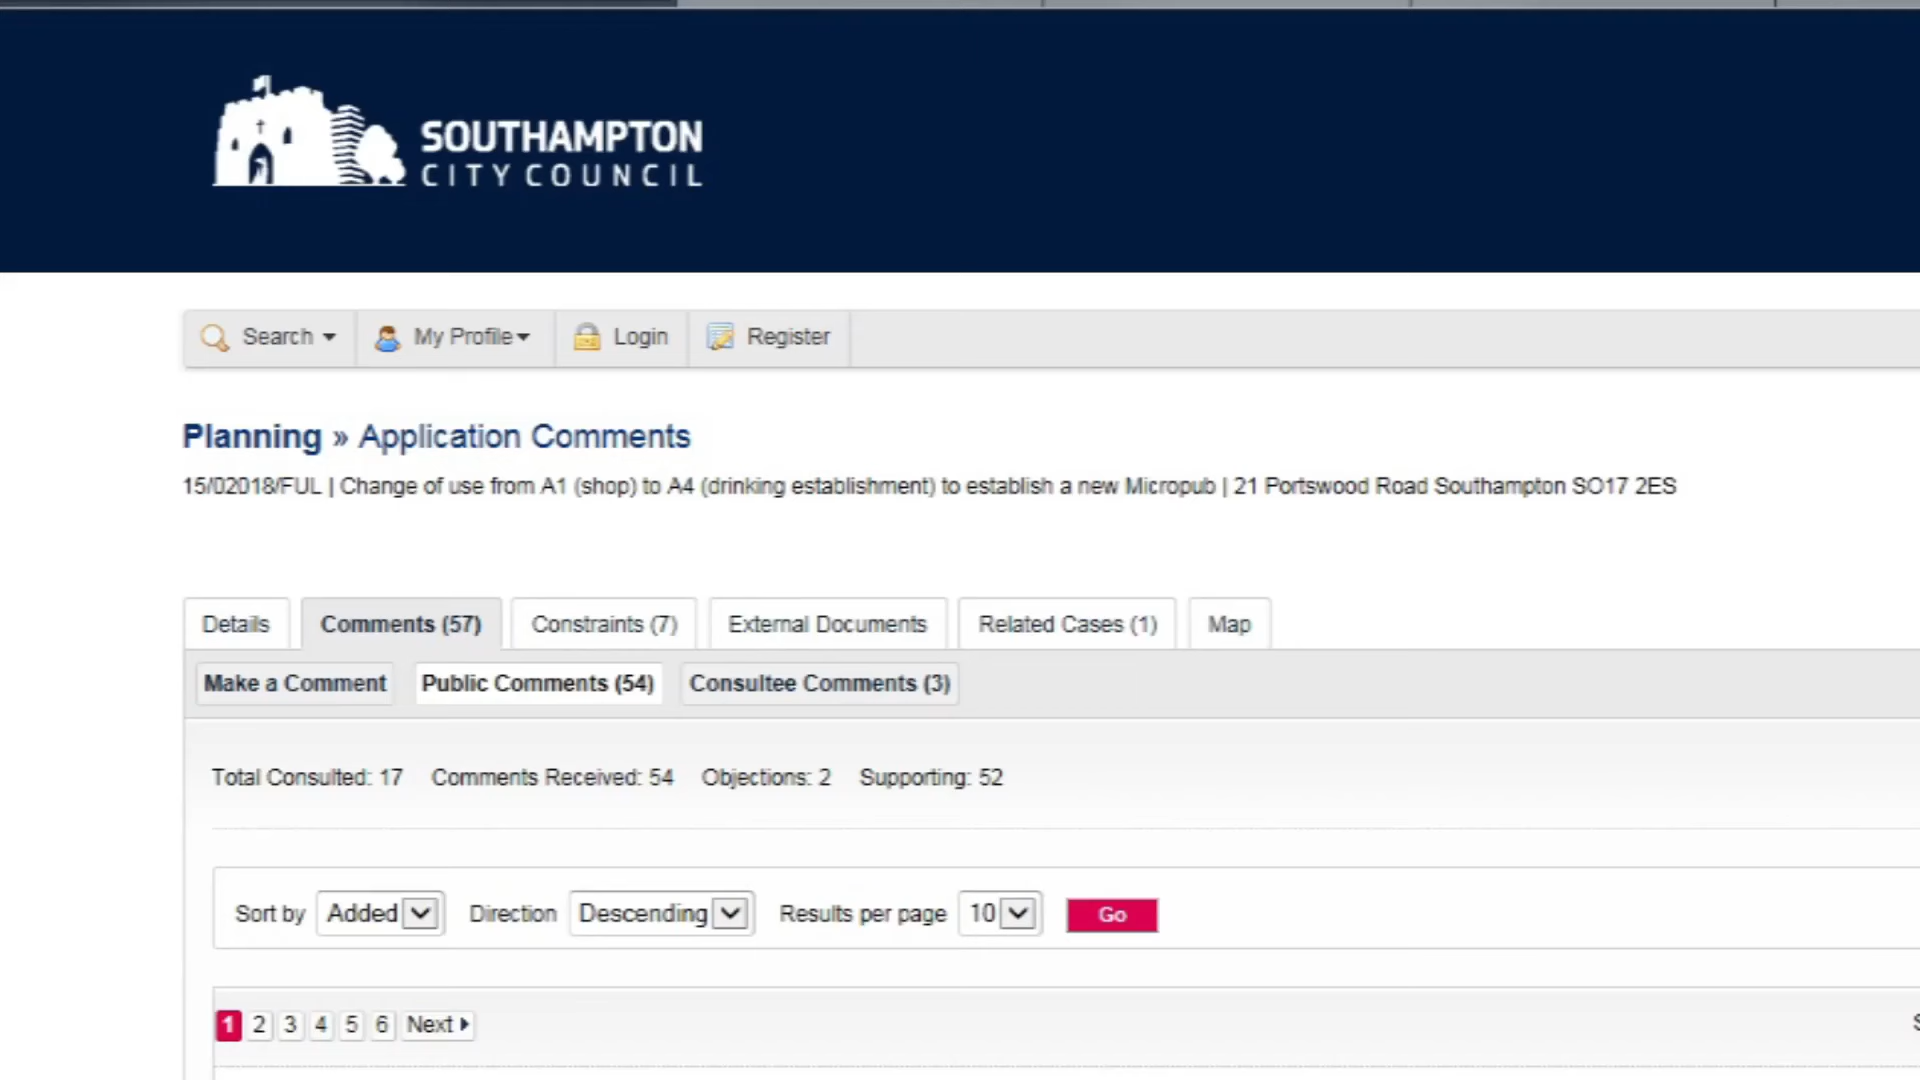 SOUTHAMPTON
CITY COUNCIL
Search My Profile Login Register
Planning » Application Comments
15/02018/FUL | Change of use from A1 (shop) to A4 (drinking establishment) to establish a new Micropub | 21 Portswood Road Southampton SO17 2ES
Details Comments (57) Constraints (7) External Documents Related Cases (1) Map
Make a Comment Public Comments (54) Consultee Comments (3)
Total Consulted: 17 Comments Received: 54 Objections: 2 Supporting: 52
Sort by Added Direction Descending Results per page 10 Go
1 2 3 4 5 6 Next